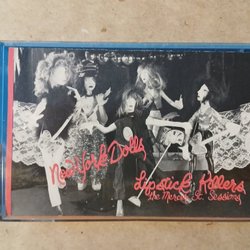 New York Dolls
Lipstick Killers
the Mercer St. Sessions